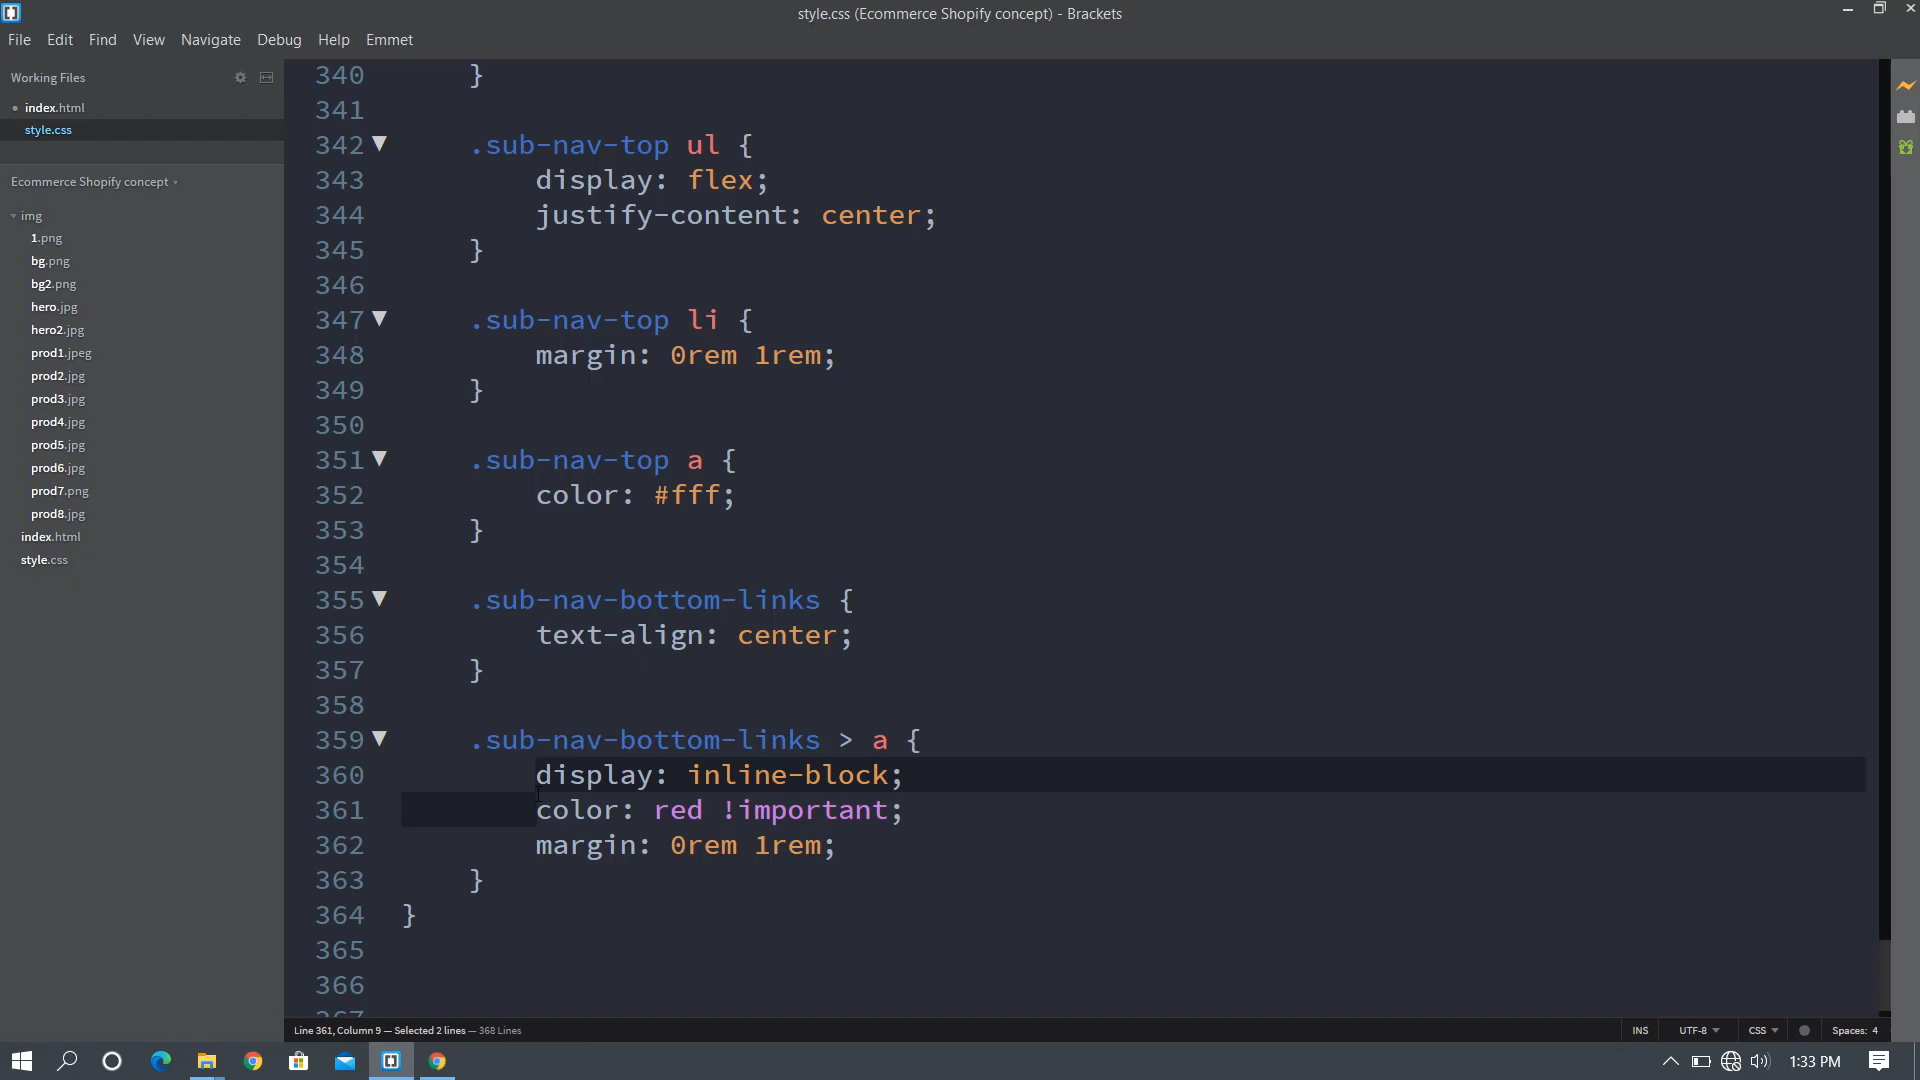 style.css (Ecommerce Shopify concept) - Brackets
File Edit Find View Navigate Debug Help Emmet
Working Files
index.html
style.css
Ecommerce Shopify concept
img
1.png
bg.png
bg2.png
hero.jpg
hero2.jpg
prod1.jpeg
prod2.jpg
prod3.jpg
prod4.jpg
prod5.jpg
prod6.jpg
prod7.png
prod8.jpg
index.html
style.css
340 }
341
342 .sub-nav-top ul {
343 display: flex;
344 justify-content: center;
345 }
346
347 .sub-nav-top li {
348 margin: 0rem 1rem;
349 }
350
351 .sub-nav-top a {
352 color: #fff;
353 }
354
355 .sub-nav-bottom-links {
356 text-align: center;
357 }
358
359 .sub-nav-bottom-links > a {
360 display: inline-block;
361 color: red !important;
362 margin: 0rem 1rem;
363 }
364 }
365
366
Line 361, Column 9 — Selected 2 lines — 368 Lines
INS UTF-8 CSS Spaces: 4
1:33 PM